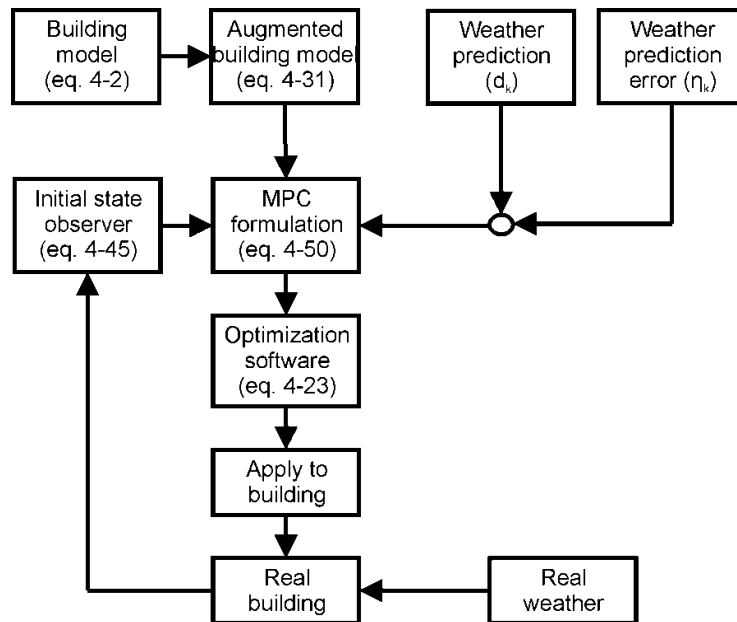 Building
model
(eq. 4-2)
Augmented
building model
(eq. 4-31)
Weather
prediction
(dₖ)
Weather
prediction
error (ηₖ)
Initial state
observer
(eq. 4-45)
MPC
formulation
(eq. 4-50)
Optimization
software
(eq. 4-23)
Apply to
building
Real
building
Real
weather